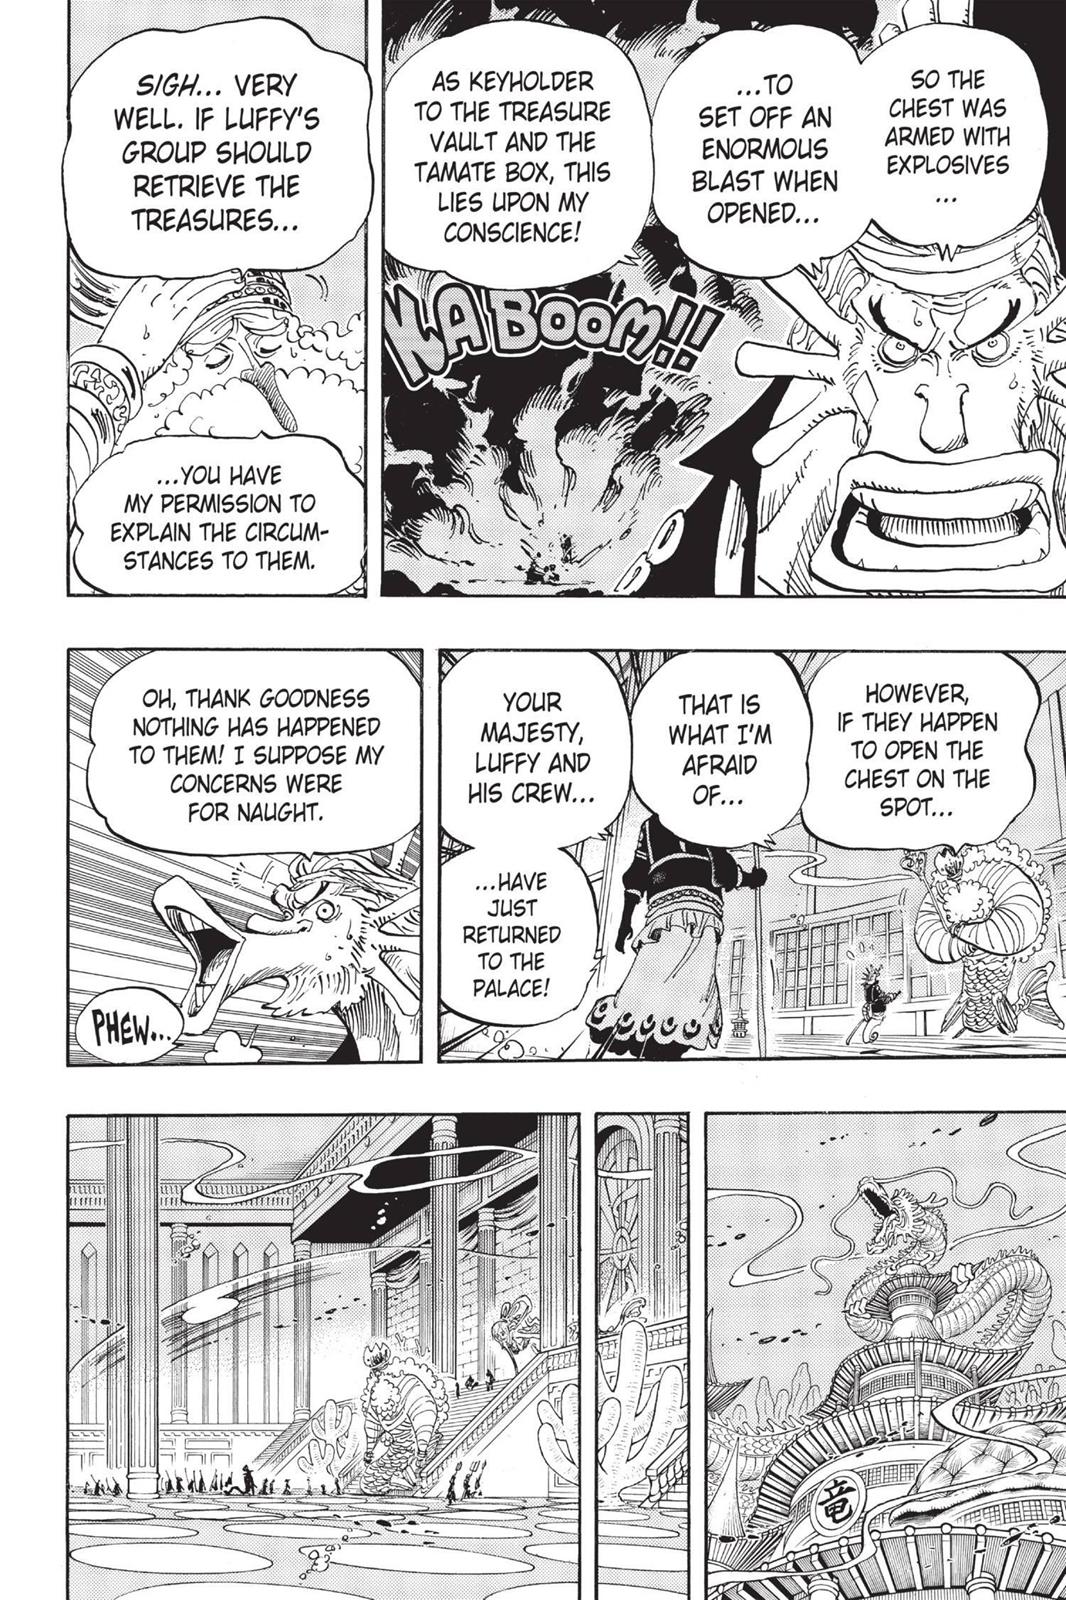 SO THE
CHEST WAS
ARMED WITH
EXPLOSIVES
...
...TO
SET OFF AN
ENORMOUS
BLAST WHEN
OPENED...
AS KEYHOLDER
TO THE TREASURE
VAULT AND THE
TAMATE BOX, THIS
LIES UPON MY
CONSCIENCE!
KABOOM!!
SIGH... VERY
WELL. IF LUFFY'S
GROUP SHOULD
RETRIEVE THE
TREASURES...
...YOU HAVE
MY PERMISSION TO
EXPLAIN THE CIRCUM-
STANCES TO THEM.
HOWEVER,
IF THEY HAPPEN
TO OPEN THE
CHEST ON THE
SPOT...
THAT IS
WHAT I'M
AFRAID
OF...
YOUR
MAJESTY,
LUFFY AND
HIS CREW...
...HAVE
JUST
RETURNED
TO THE
PALACE!
OH, THANK GOODNESS
NOTHING HAS HAPPENED
TO THEM! I SUPPOSE MY
CONCERNS WERE
FOR NAUGHT.
PHEW...
竜